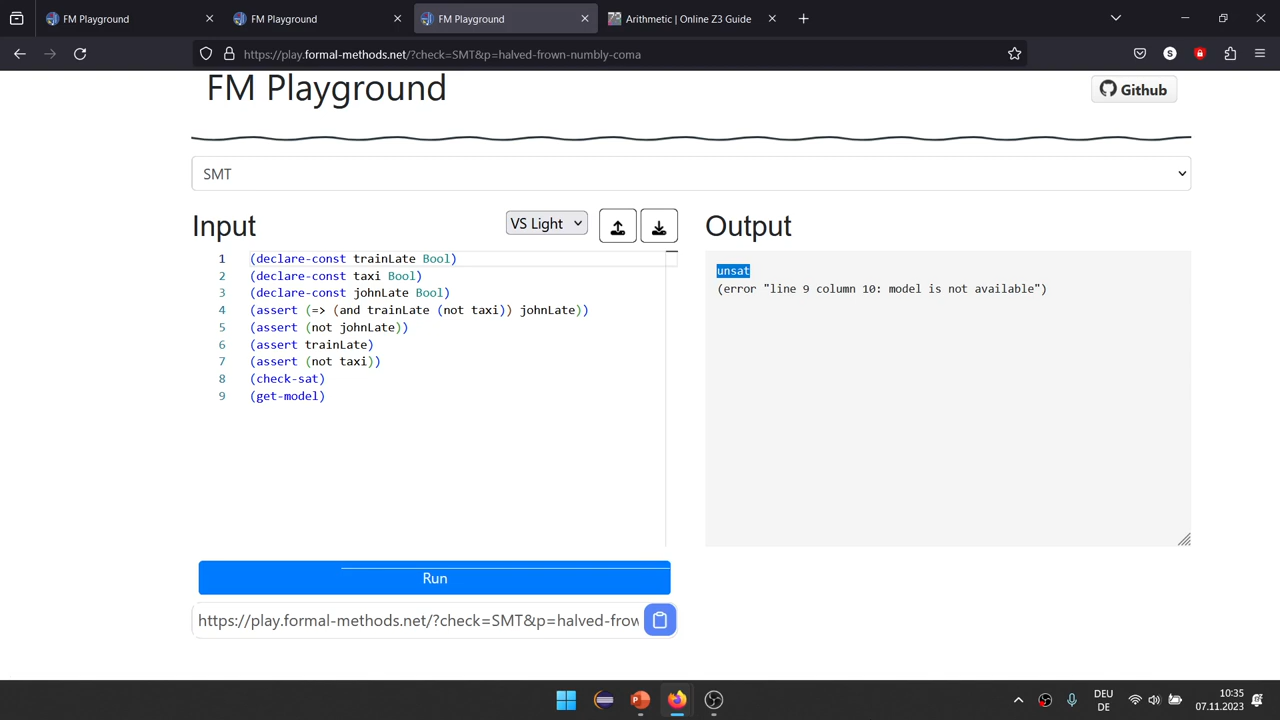 FM Playground
FM Playground
FM Playground
Arithmetic | Online Z3 Guide
https://play.formal-methods.net/?check=SMT&p=halved-frown-numbly-coma
S
FM Playground
Github
SMT
Input
VS Light
Output
1 (declare-const trainLate Bool)
2 (declare-const taxi Bool)
3 (declare-const johnLate Bool)
4 (assert (=> (and trainLate (not taxi)) johnLate))
5 (assert (not johnLate))
6 (assert trainLate)
7 (assert (not taxi))
8 (check-sat)
9 (get-model)
unsat
(error "line 9 column 10: model is not available")
Run
https://play.formal-methods.net/?check=SMT&p=halved-frow
DEU
DE
10:35
07.11.2023